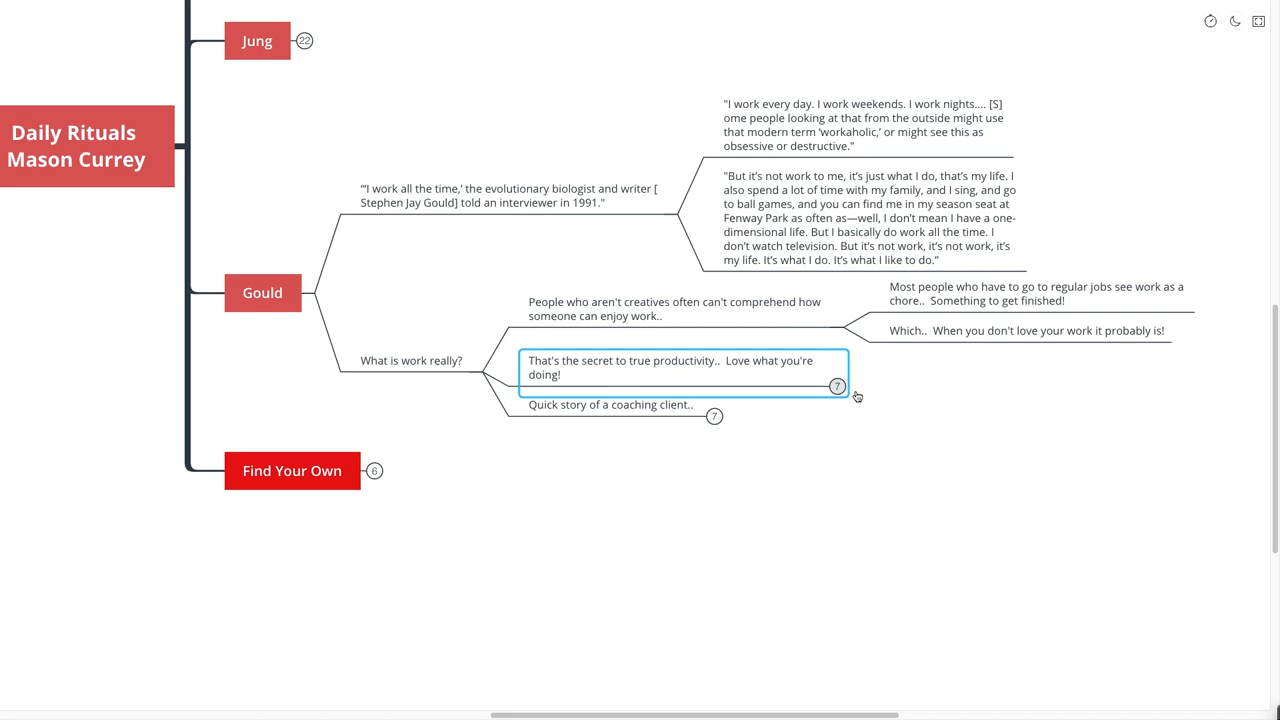 Jung
22
Daily Rituals
Mason Currey
"I work every day. I work weekends. I work nights.... [S]
ome people looking at that from the outside might use
that modern term ‘workaholic,’ or might see this as
obsessive or destructive."
"But it’s not work to me, it’s just what I do, that’s my life. I
also spend a lot of time with my family, and I sing, and go
to ball games, and you can find me in my season seat at
Fenway Park as often as—well, I don’t mean I have a one-
dimensional life. But I basically do work all the time. I
don’t watch television. But it’s not work, it’s not work, it’s
my life. It’s what I do. It’s what I like to do.”
“‘I work all the time,’ the evolutionary biologist and writer [
Stephen Jay Gould] told an interviewer in 1991."
Gould
What is work really?
People who aren't creatives often can't comprehend how
someone can enjoy work..
Most people who have to go to regular jobs see work as a
chore..  Something to get finished!
Which..  When you don't love your work it probably is!
That's the secret to true productivity..  Love what you're
doing!
7
Quick story of a coaching client..
7
Find Your Own
6